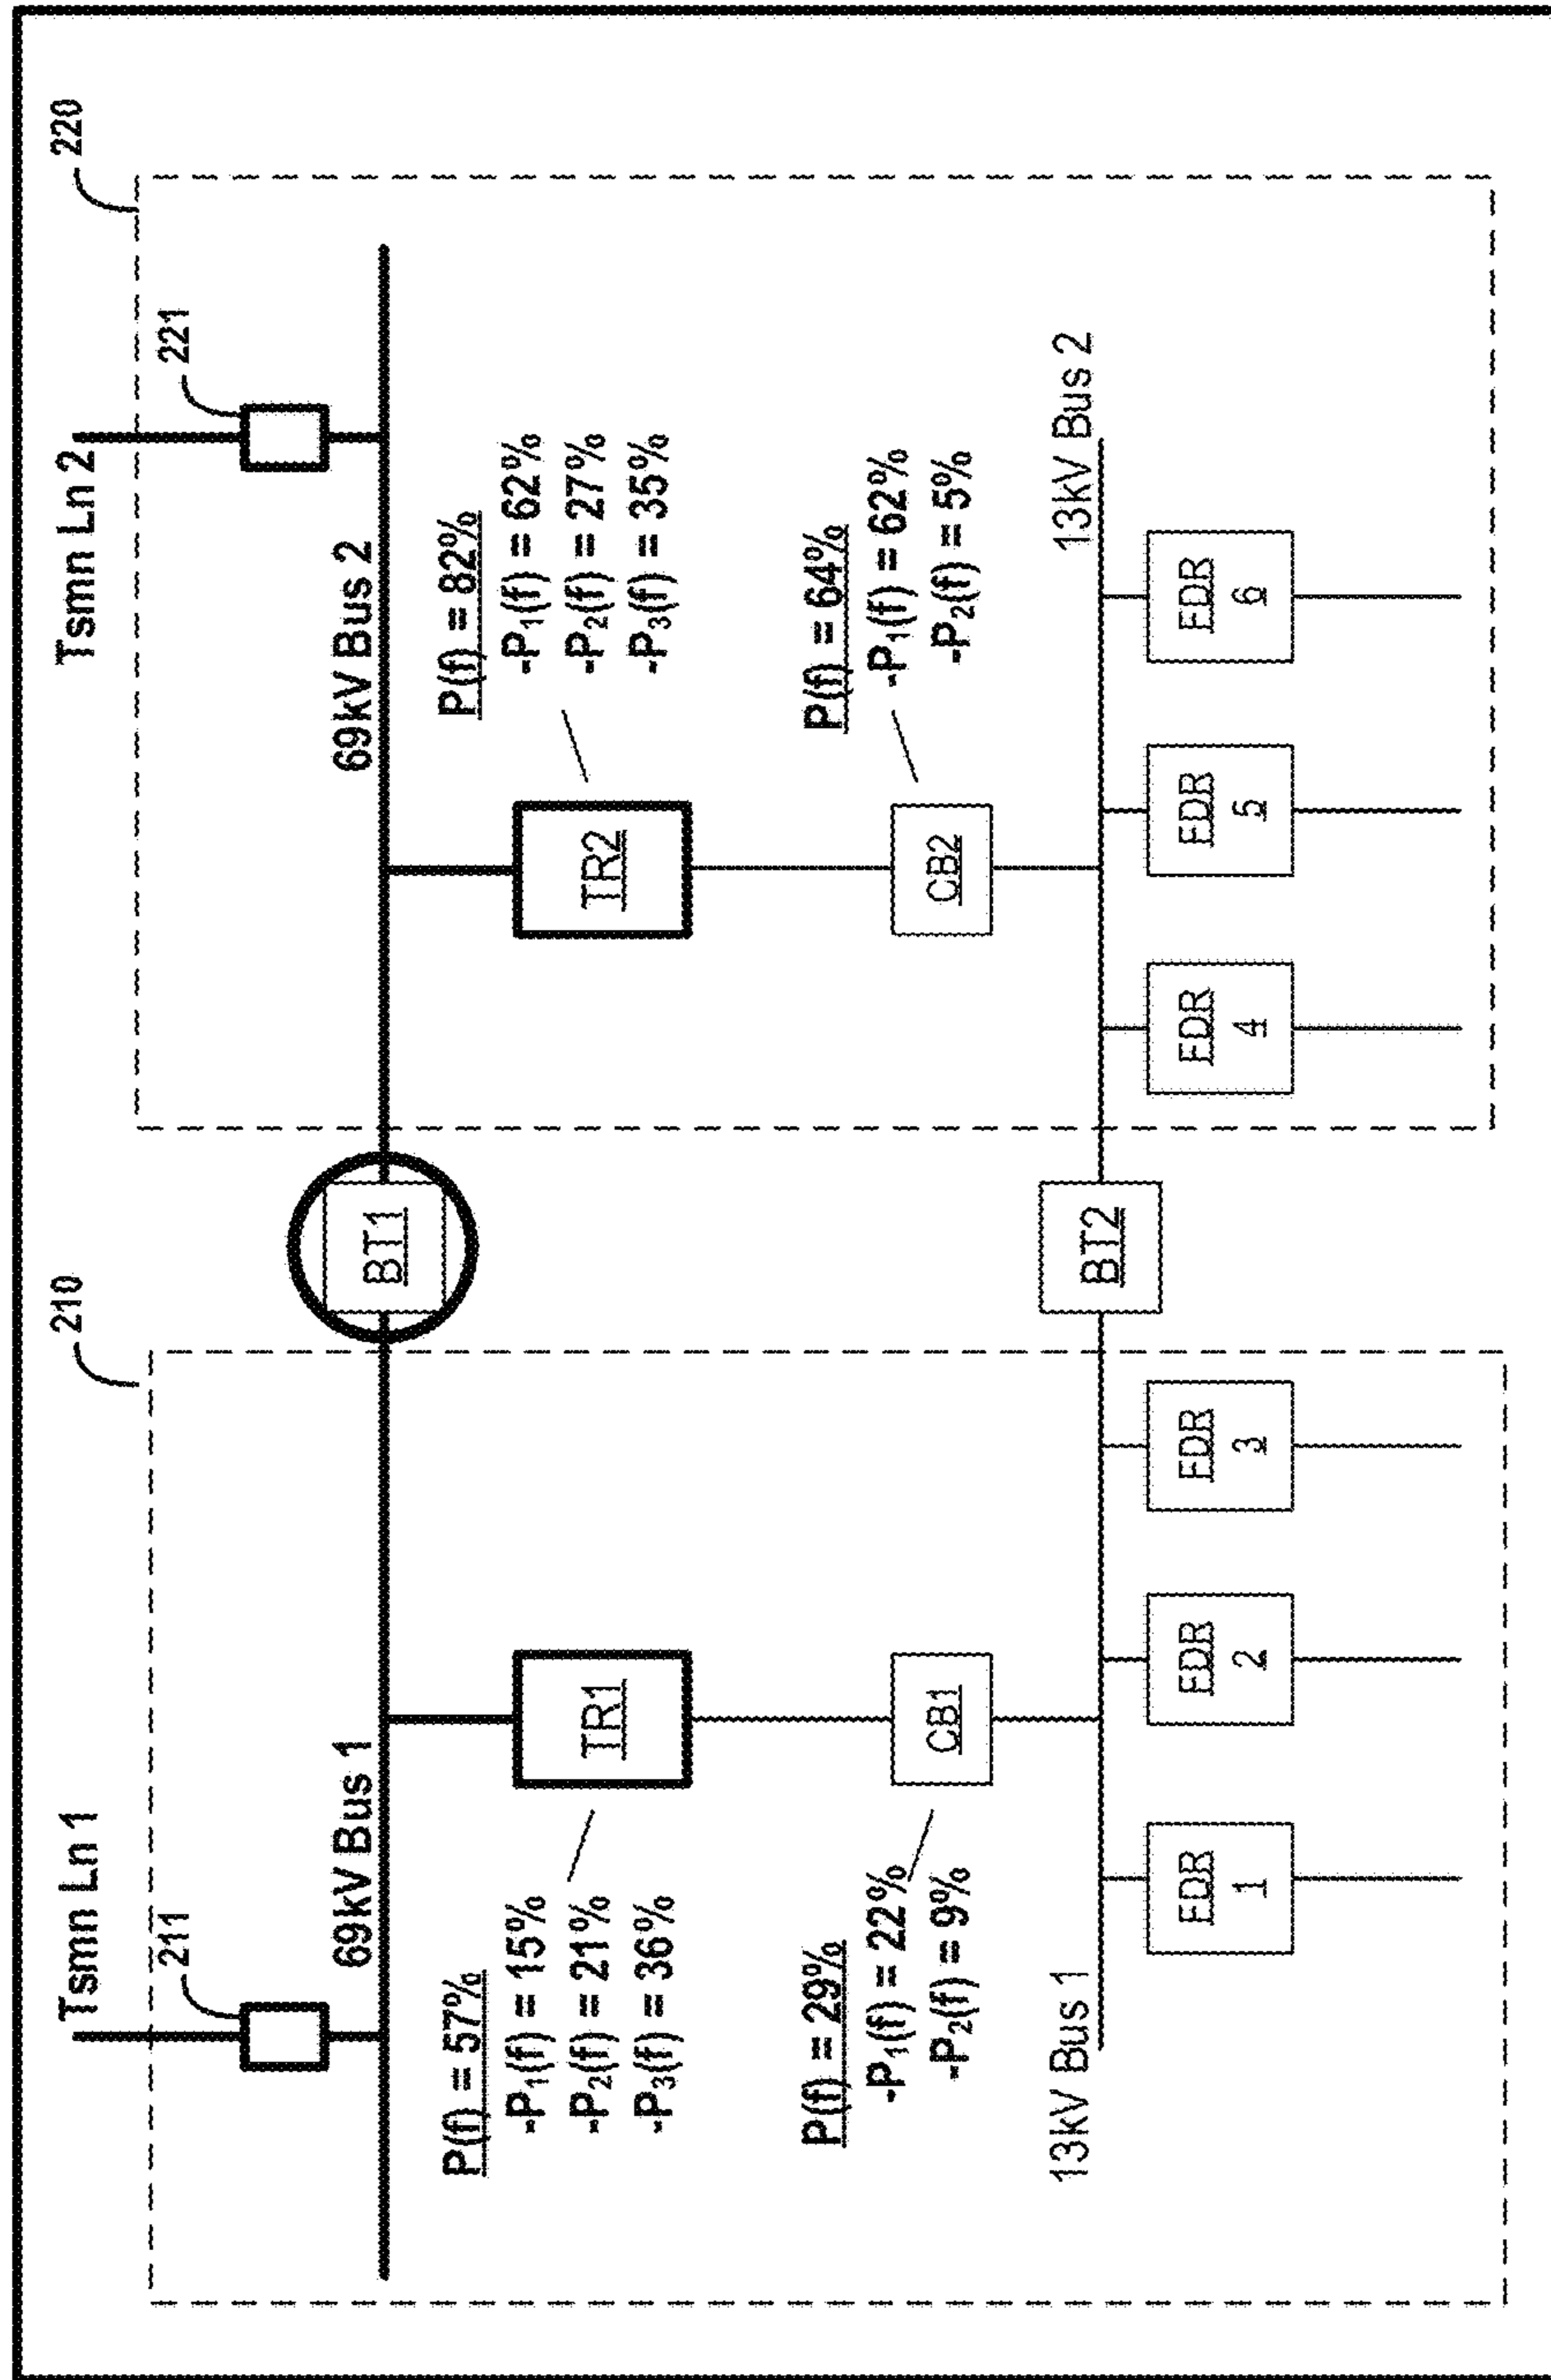 Tsmn Ln 1
210
Tsmn Ln 2
220
211
221
69kV Bus 1
BT1
69kV Bus 2
P(f) = 57%
-P₁(f) = 15%
-P₂(f) = 21%
-P₃(f) = 36%
TR1
TR2
P(f) = 82%
-P₁(f) = 62%
-P₂(f) = 27%
-P₃(f) = 35%
P(f) = 29%
-P₁(f) = 22%
-P₂(f) = 9%
CB1
CB2
P(f) = 64%
-P₁(f) = 62%
-P₂(f) = 5%
13kV Bus 1
BT2
13kV Bus 2
FDR
1
FDR
2
FDR
3
FDR
4
FDR
5
FDR
6